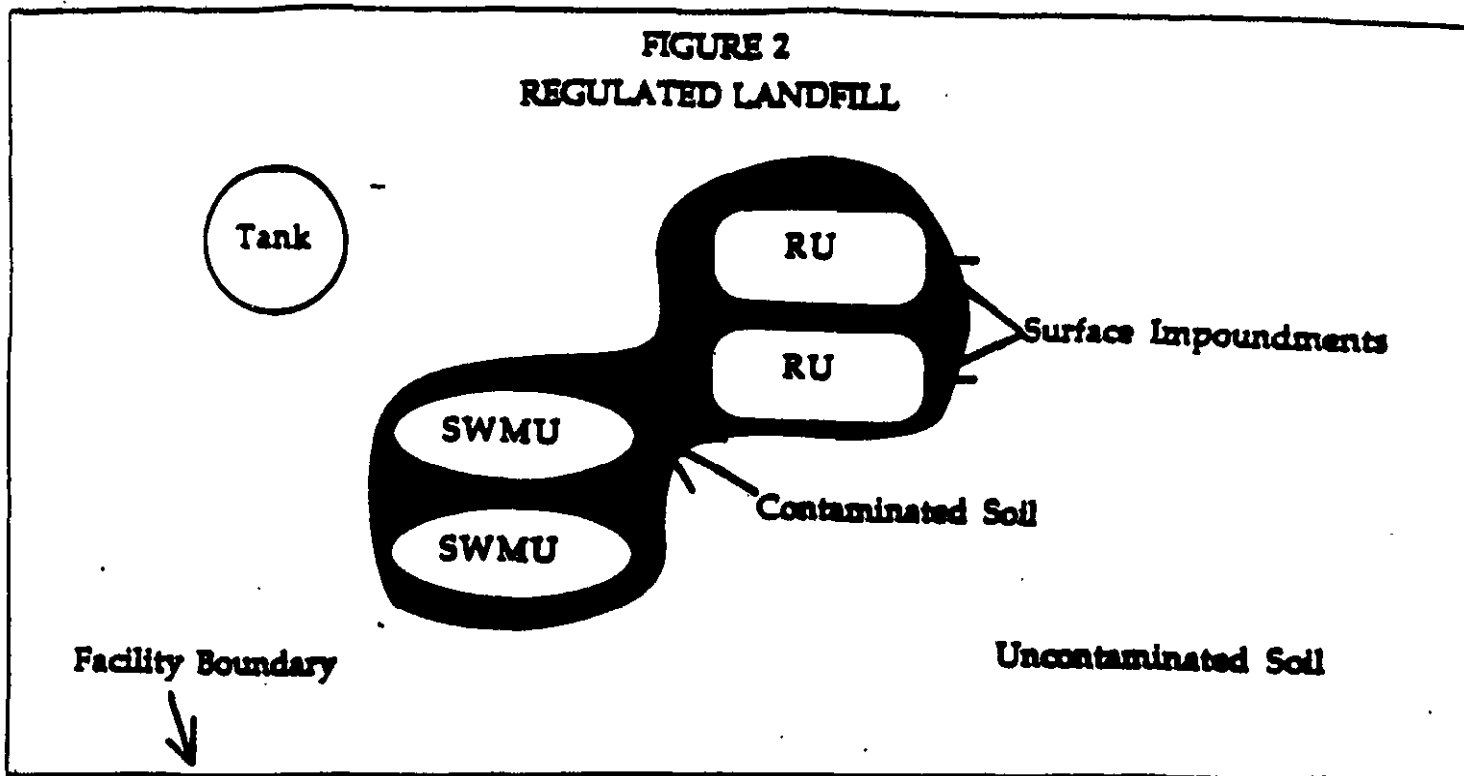 FIGURE 2
REGULATED LANDFILL
Tank
RU
RU
Surface Impoundments
SWMU
SWMU
Contaminated Soil
Facility Boundary
Uncontaminated Soil